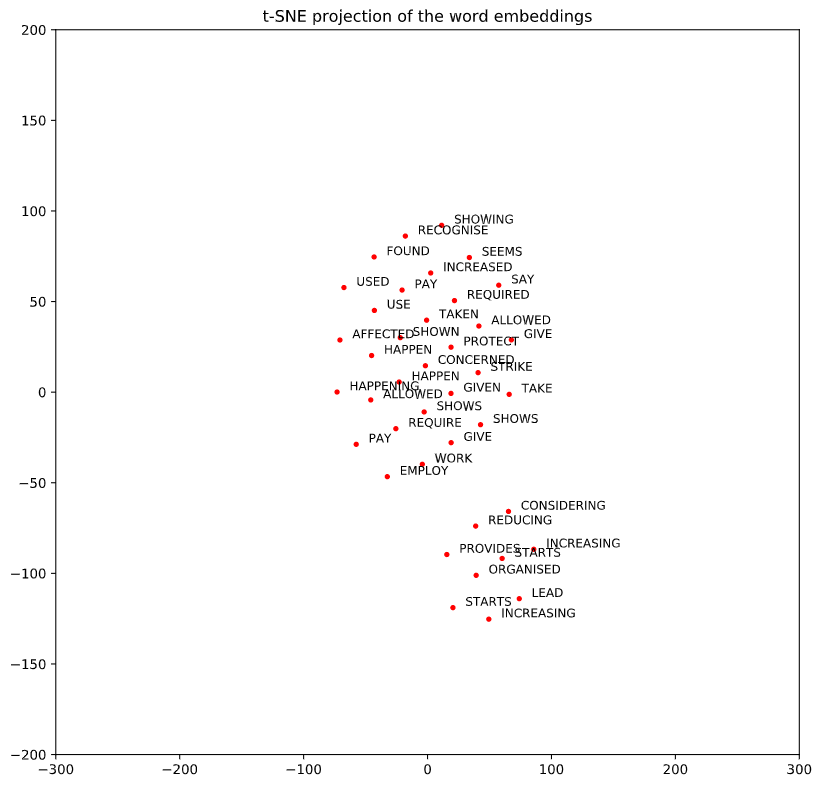 t-SNE projection of the word embeddings
200
150
100
50
0
−50
−100
−150
−200
SHOWING
RECOGNISE
FOUND
SEEMS
INCREASED
USED
PAY
SAY
REQUIRED
USE
TAKEN
ALLOWED
AFFECTED
SHOWN
GIVE
PROTECT
HAPPEN
CONCERNED
STRIKE
HAPPEN
HAPPENING
GIVEN
TAKE
ALLOWED
SHOWS
SHOWS
REQUIRE
PAY
GIVE
WORK
EMPLOY
CONSIDERING
REDUCING
INCREASING
PROVIDES
STARTS
ORGANISED
LEAD
STARTS
INCREASING
−300 −200 −100 0 100 200 300